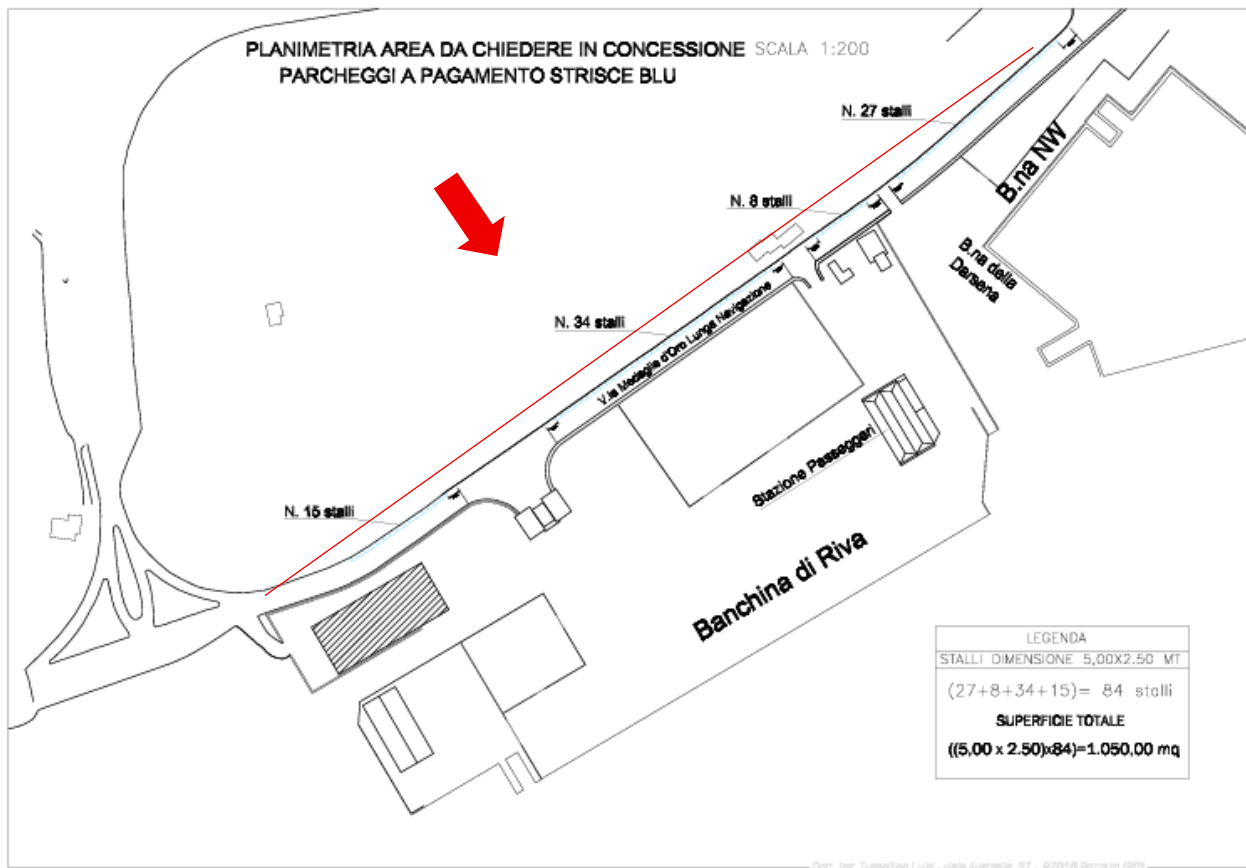 PLANIMETRIA AREA DA CHIEDERE IN CONCESSIONE SCALA 1:200
PARCHEGGI A PAGAMENTO STRISCE BLU
N. 27 stalli
B.na NW
N. 8 stalli
B.na della
Darsena
N. 34 stalli
V.le Medaglie d'Oro Lunga Navigazione
Stazione Passeggeri
N. 15 stalli
Banchina di Riva
LEGENDA
STALLI DIMENSIONE 5,00X2.50 MT
(27+8+34+15)= 84 stalli
SUPERFICIE TOTALE
((5,00 x 2.50)x84)=1.050,00 mq